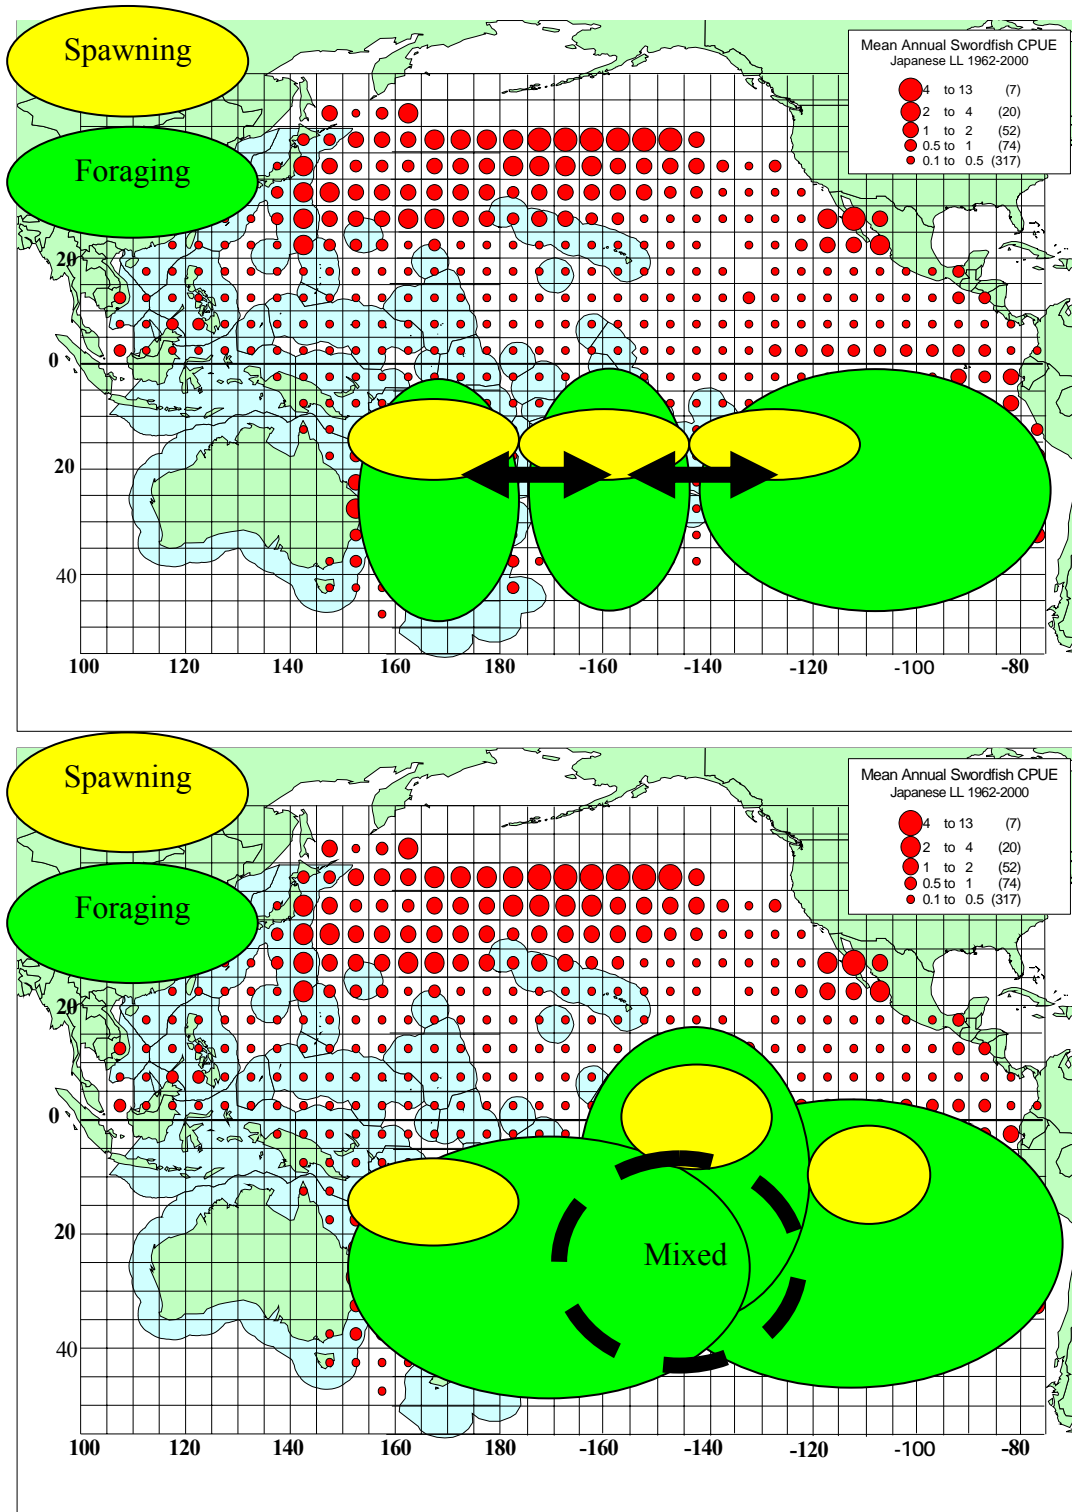 Spawning
Foraging
Mean Annual Swordfish CPUE
Japanese LL 1962-2000
4 to 13 (7)
2 to 4 (20)
1 to 2 (52)
0.5 to 1 (74)
0.1 to 0.5 (317)
20
0
20
40
100 120 140 160 180 -160 -140 -120 -100 -80
Spawning
Foraging
Mean Annual Swordfish CPUE
Japanese LL 1962-2000
4 to 13 (7)
2 to 4 (20)
1 to 2 (52)
0.5 to 1 (74)
0.1 to 0.5 (317)
20
0
20
Mixed
40
100 120 140 160 180 -160 -140 -120 -100 -80